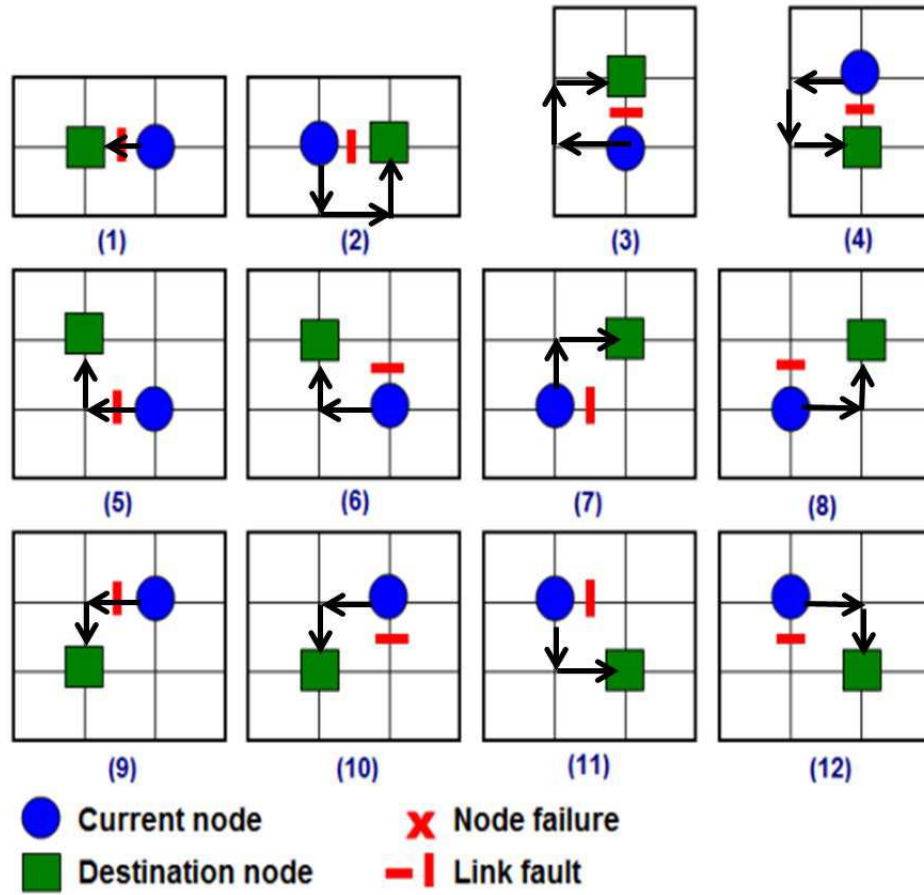 (1) (2) (3) (4)
(5) (6) (7) (8)
(9) (10) (11) (12)
Current node Node failure
Destination node Link fault